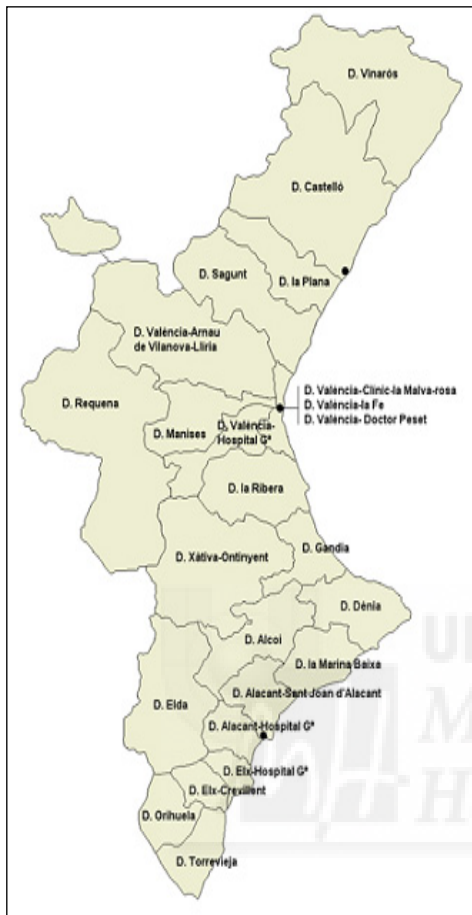 D. Vinarós
D. Castelló
D. Sagunt
D. la Plana
D. València-Arnau
de Vilanova-Llíria
D. València-Clínic-la Malva-rosa
D. València-la Fe
D. València- Doctor Peset
D. Requena
D. Manises
D. València-
Hospital Gª
D. la Ribera
D. Gandia
D. Xátiva-Ontinyent
D. Dénia
D. Alcoi
D. la Marina Baixa
D. Alacant-Sant Joan d'Alacant
D. Elda
D. Alacant-Hospital Gª
D. Elx-Hospital Gª
D. Elx-Crevillent
D. Orihuela
D. Torrevieja
U
M
H